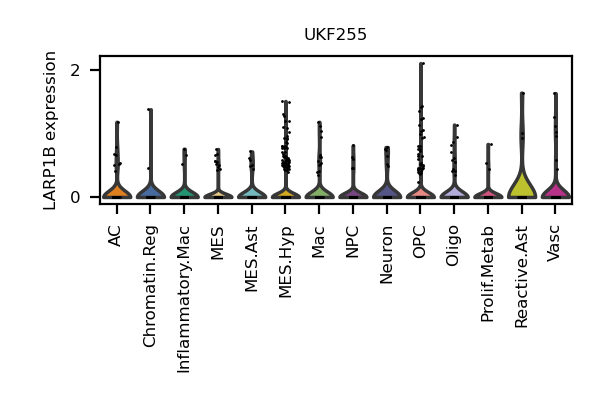 UKF255
LARP1B expression
2
0
AC
Chromatin.Reg
Inflammatory.Mac
MES
MES.Ast
MES.Hyp
Mac
NPC
Neuron
OPC
Oligo
Prolif.Metab
Reactive.Ast
Vasc